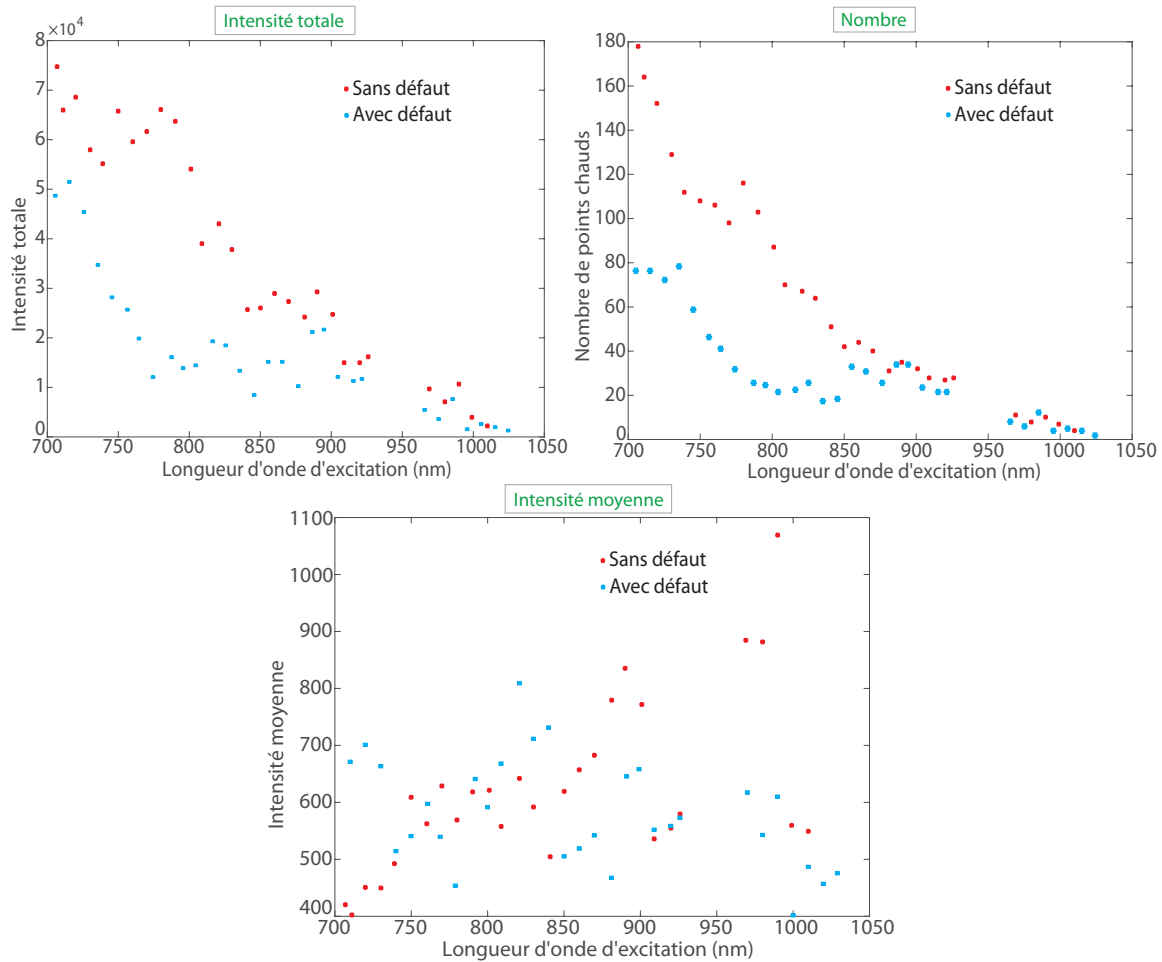 Intensité totale
×10⁴
8
7
6
5
4
3
2
1
0
Intensité totale
Sans défaut
Avec défaut
700 750 800 850 900 950 1000 1050
Longueur d'onde d'excitation (nm)
Nombre
180
160
140
120
100
80
60
40
20
0
Nombre de points chauds
Sans défaut
Avec défaut
700 750 800 850 900 950 1000 1050
Longueur d'onde d'excitation (nm)
Intensité moyenne
1100
1000
900
800
700
600
500
400
Intensité moyenne
Sans défaut
Avec défaut
700 750 800 850 900 950 1000 1050
Longueur d'onde d'excitation (nm)